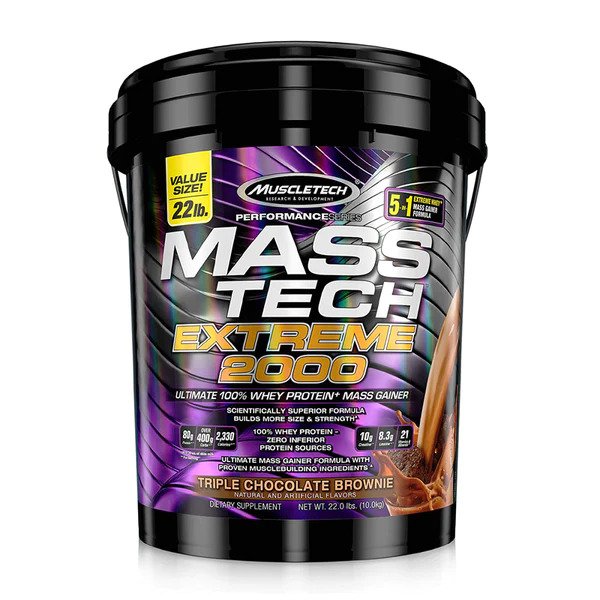 VALUE
SIZE!
22lb.
MUSCLETECH
RESEARCH & DEVELOPMENT
PERFORMANCE SERIES
5 IN 1
EXTREME WHEY+
MASS GAINER
FORMULA
MASS
TECH
EXTREME
2000
ULTIMATE 100% WHEY PROTEIN+ MASS GAINER
SCIENTIFICALLY SUPERIOR FORMULA
BUILDS MORE SIZE & STRENGTH^
80g
OVER
400g
2,330
100% WHEY PROTEIN –
ZERO INFERIOR
PROTEIN SOURCES
10g
8.3g
21
ULTIMATE MASS GAINER FORMULA WITH
PROVEN MUSCLEBUILDING INGREDIENTS^
TRIPLE CHOCOLATE BROWNIE
NATURAL AND ARTIFICIAL FLAVORS
DIETARY SUPPLEMENT
NET WT. 22.0 lbs. (10.0kg)